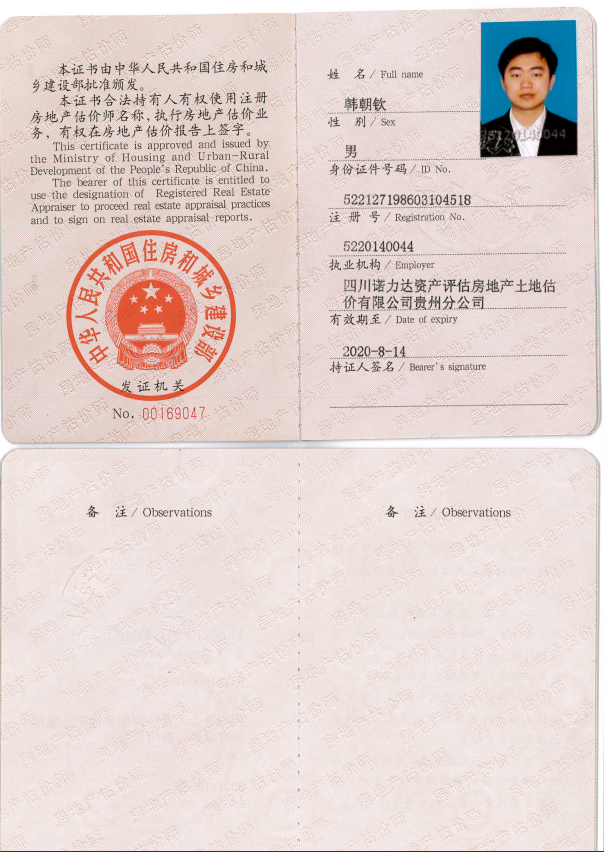 本证书由中华人民共和国住房和城
乡建设部批准颁发。
本证书合法持有人有权使用注册
房地产估价师名称，执行房地产估价业
务，有权在房地产估价报告上签字。
This certificate is approved and issued by
the Ministry of Housing and Urban-Rural
Development of the People's Republic of China.
The bearer of this certificate is entitled to
use the designation of Registered Real Estate
Appraiser to proceed real estate appraisal practices
and to sign on real estate appraisal reports.
中华人民共和国住房和城乡建设部
发证机关
No. 00169047
姓 名 / Full name
韩朝钦
性 别 / Sex
男
身份证件号码 / ID No.
522127198603104518
注 册 号 / Registration No.
5220140044
执业机构 / Employer
四川诺力达资产评估房地产土地估
价有限公司贵州分公司
有效期至 / Date of expiry
2020-8-14
持证人签名 / Bearer's signature
备 注 / Observations
备 注 / Observations